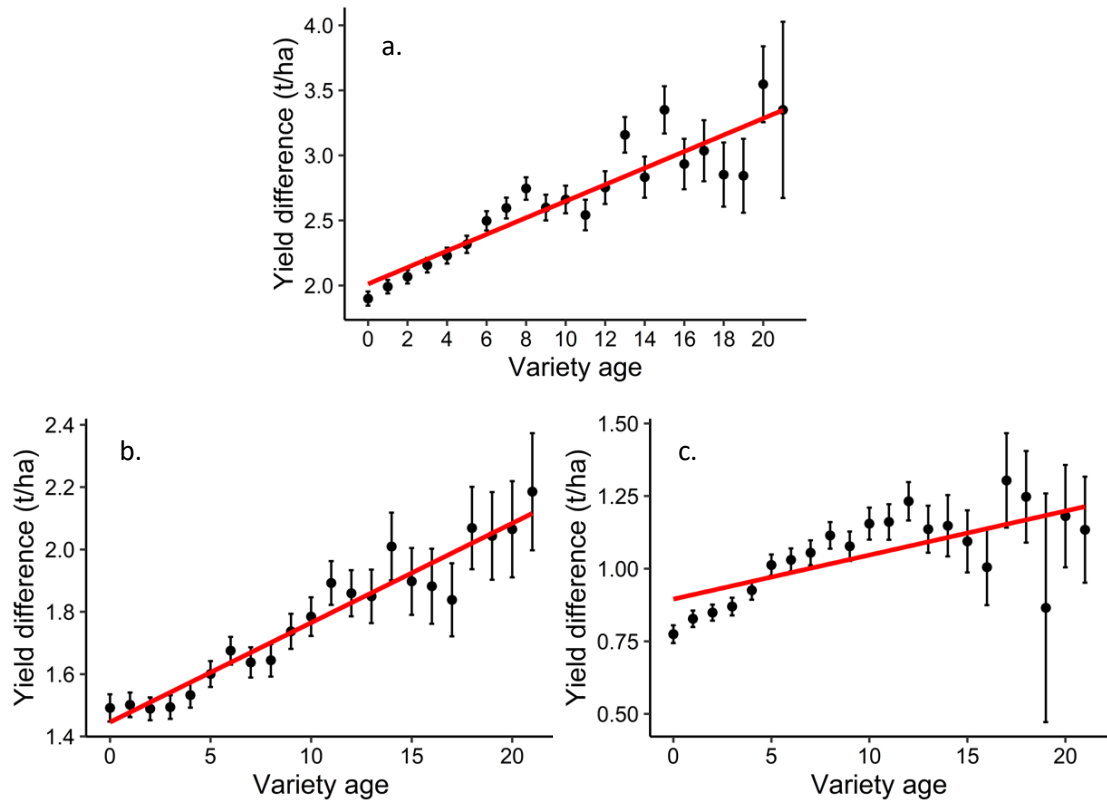 a.
Yield difference (t/ha)
4.0
3.5
3.0
2.5
2.0
0 2 4 6 8 10 12 14 16 18 20
Variety age
b.
Yield difference (t/ha)
2.4
2.2
2.0
1.8
1.6
1.4
0 5 10 15 20
Variety age
c.
Yield difference (t/ha)
1.50
1.25
1.00
0.75
0.50
0 5 10 15 20
Variety age